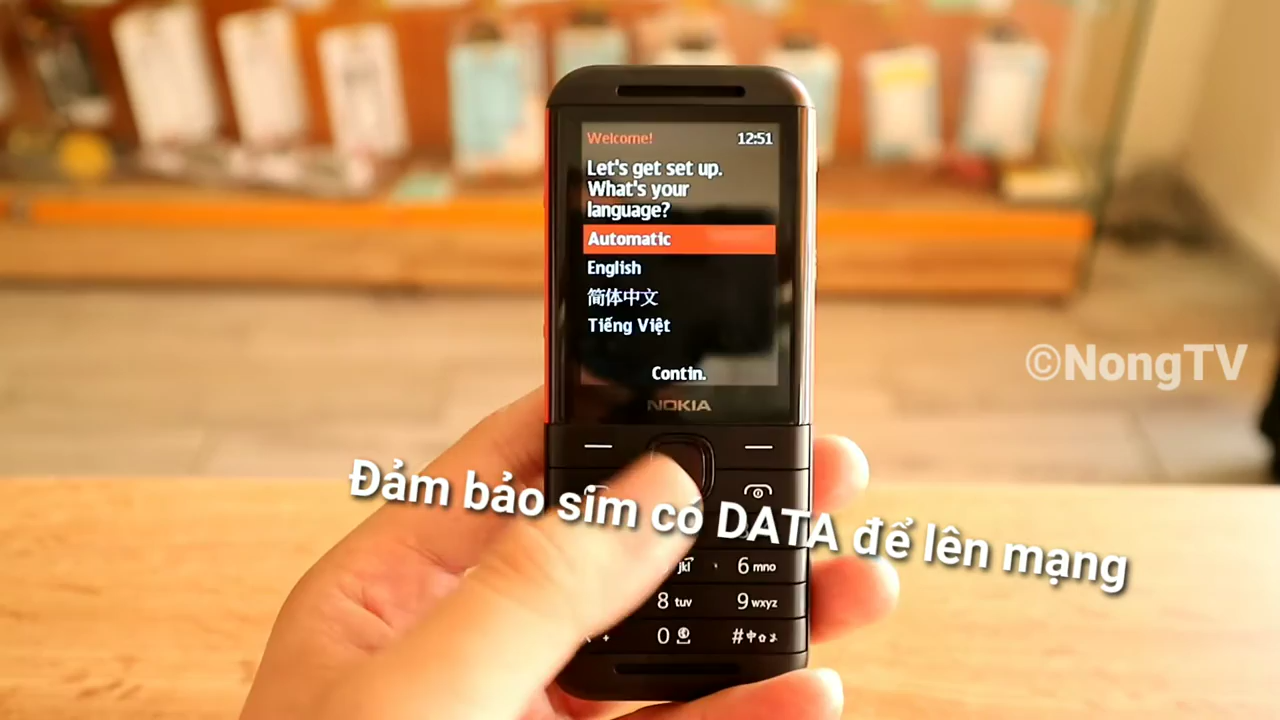 Welcome! 12:51
Let's get set up.
What's your
language?
Automatic
English
简体中文
Tiếng Việt
Contin.
NOKIA
©NongTV
Đảm bảo sim có DATA để lên mạng
jkl 6 mno
8 tuv 9 wxyz
0 #